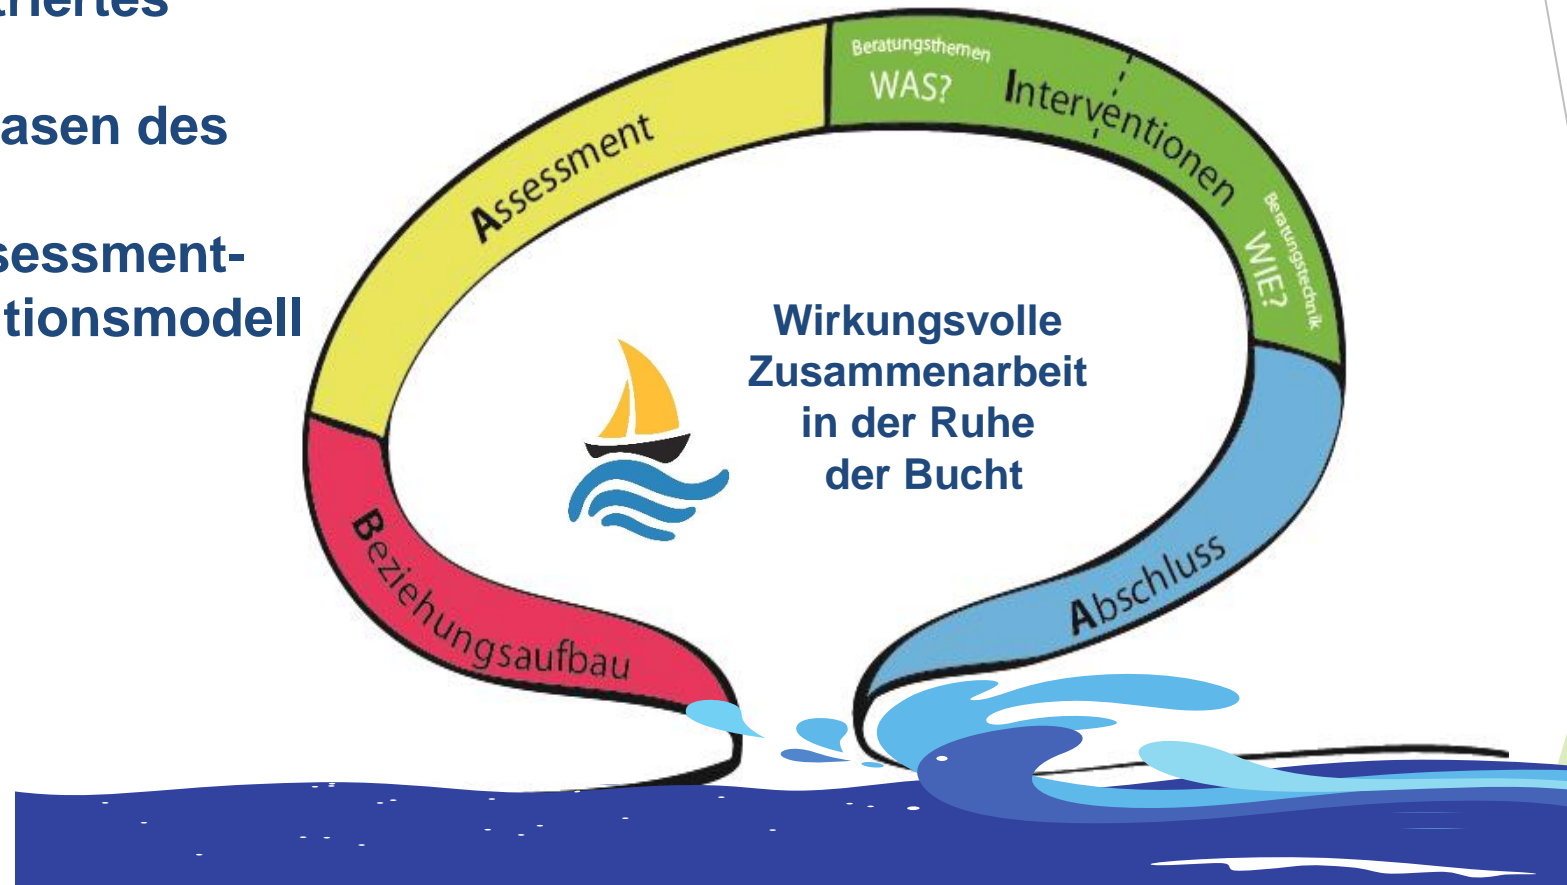 triertes
asen des
sessment-
tionsmodell
Assessment
Beratungsthemen
WAS?
Interventionen
Beratungstechnik
WIE?
Wirkungsvolle
Zusammenarbeit
in der Ruhe
der Bucht
Beziehungsaufbau
Abschluss